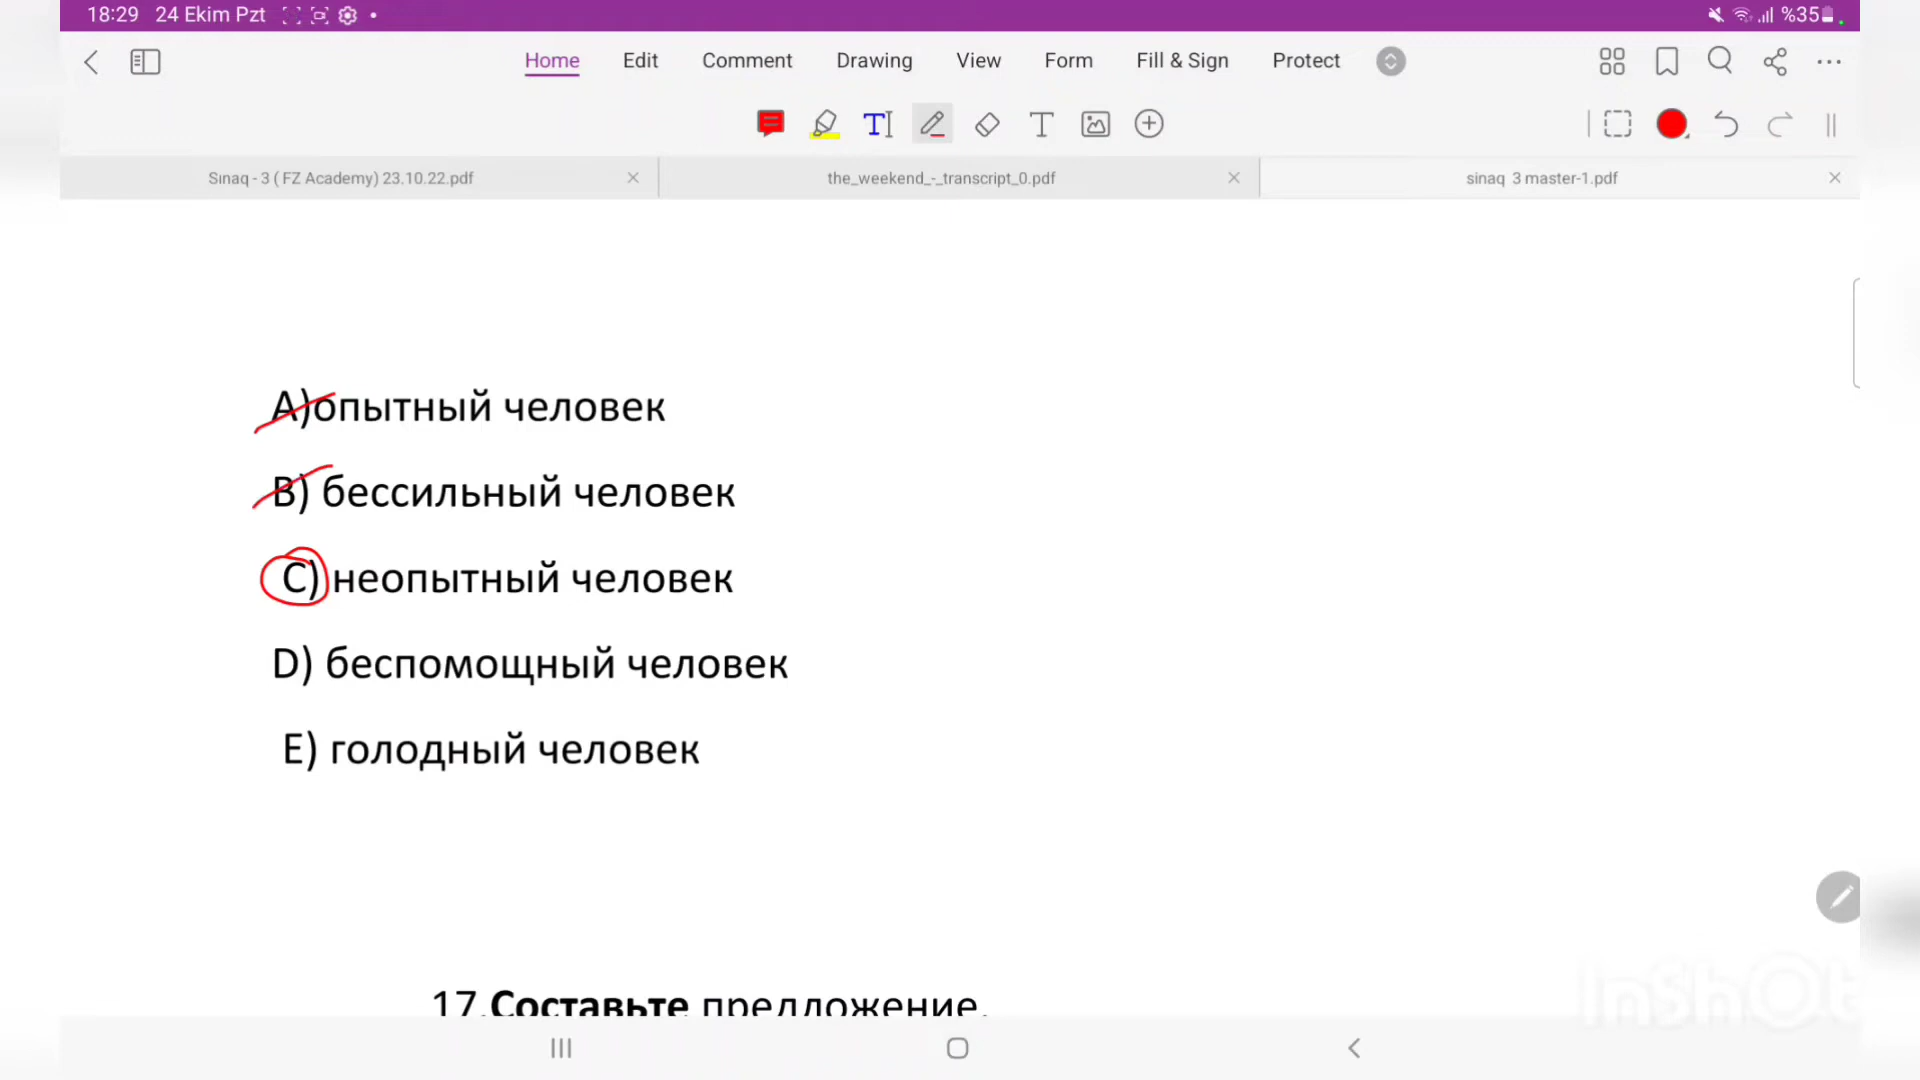 18:29 24 Ekim Pzt %35
Home Edit Comment Drawing View Form Fill & Sign Protect
Sınaq - 3 ( FZ Academy) 23.10.22.pdf the_weekend_-_transcript_0.pdf sinaq 3 master-1.pdf
A)опытный человек
B) бессильный человек
C) неопытный человек
D) беспомощный человек
E) голодный человек
17.Составьте предложение.
InShOt